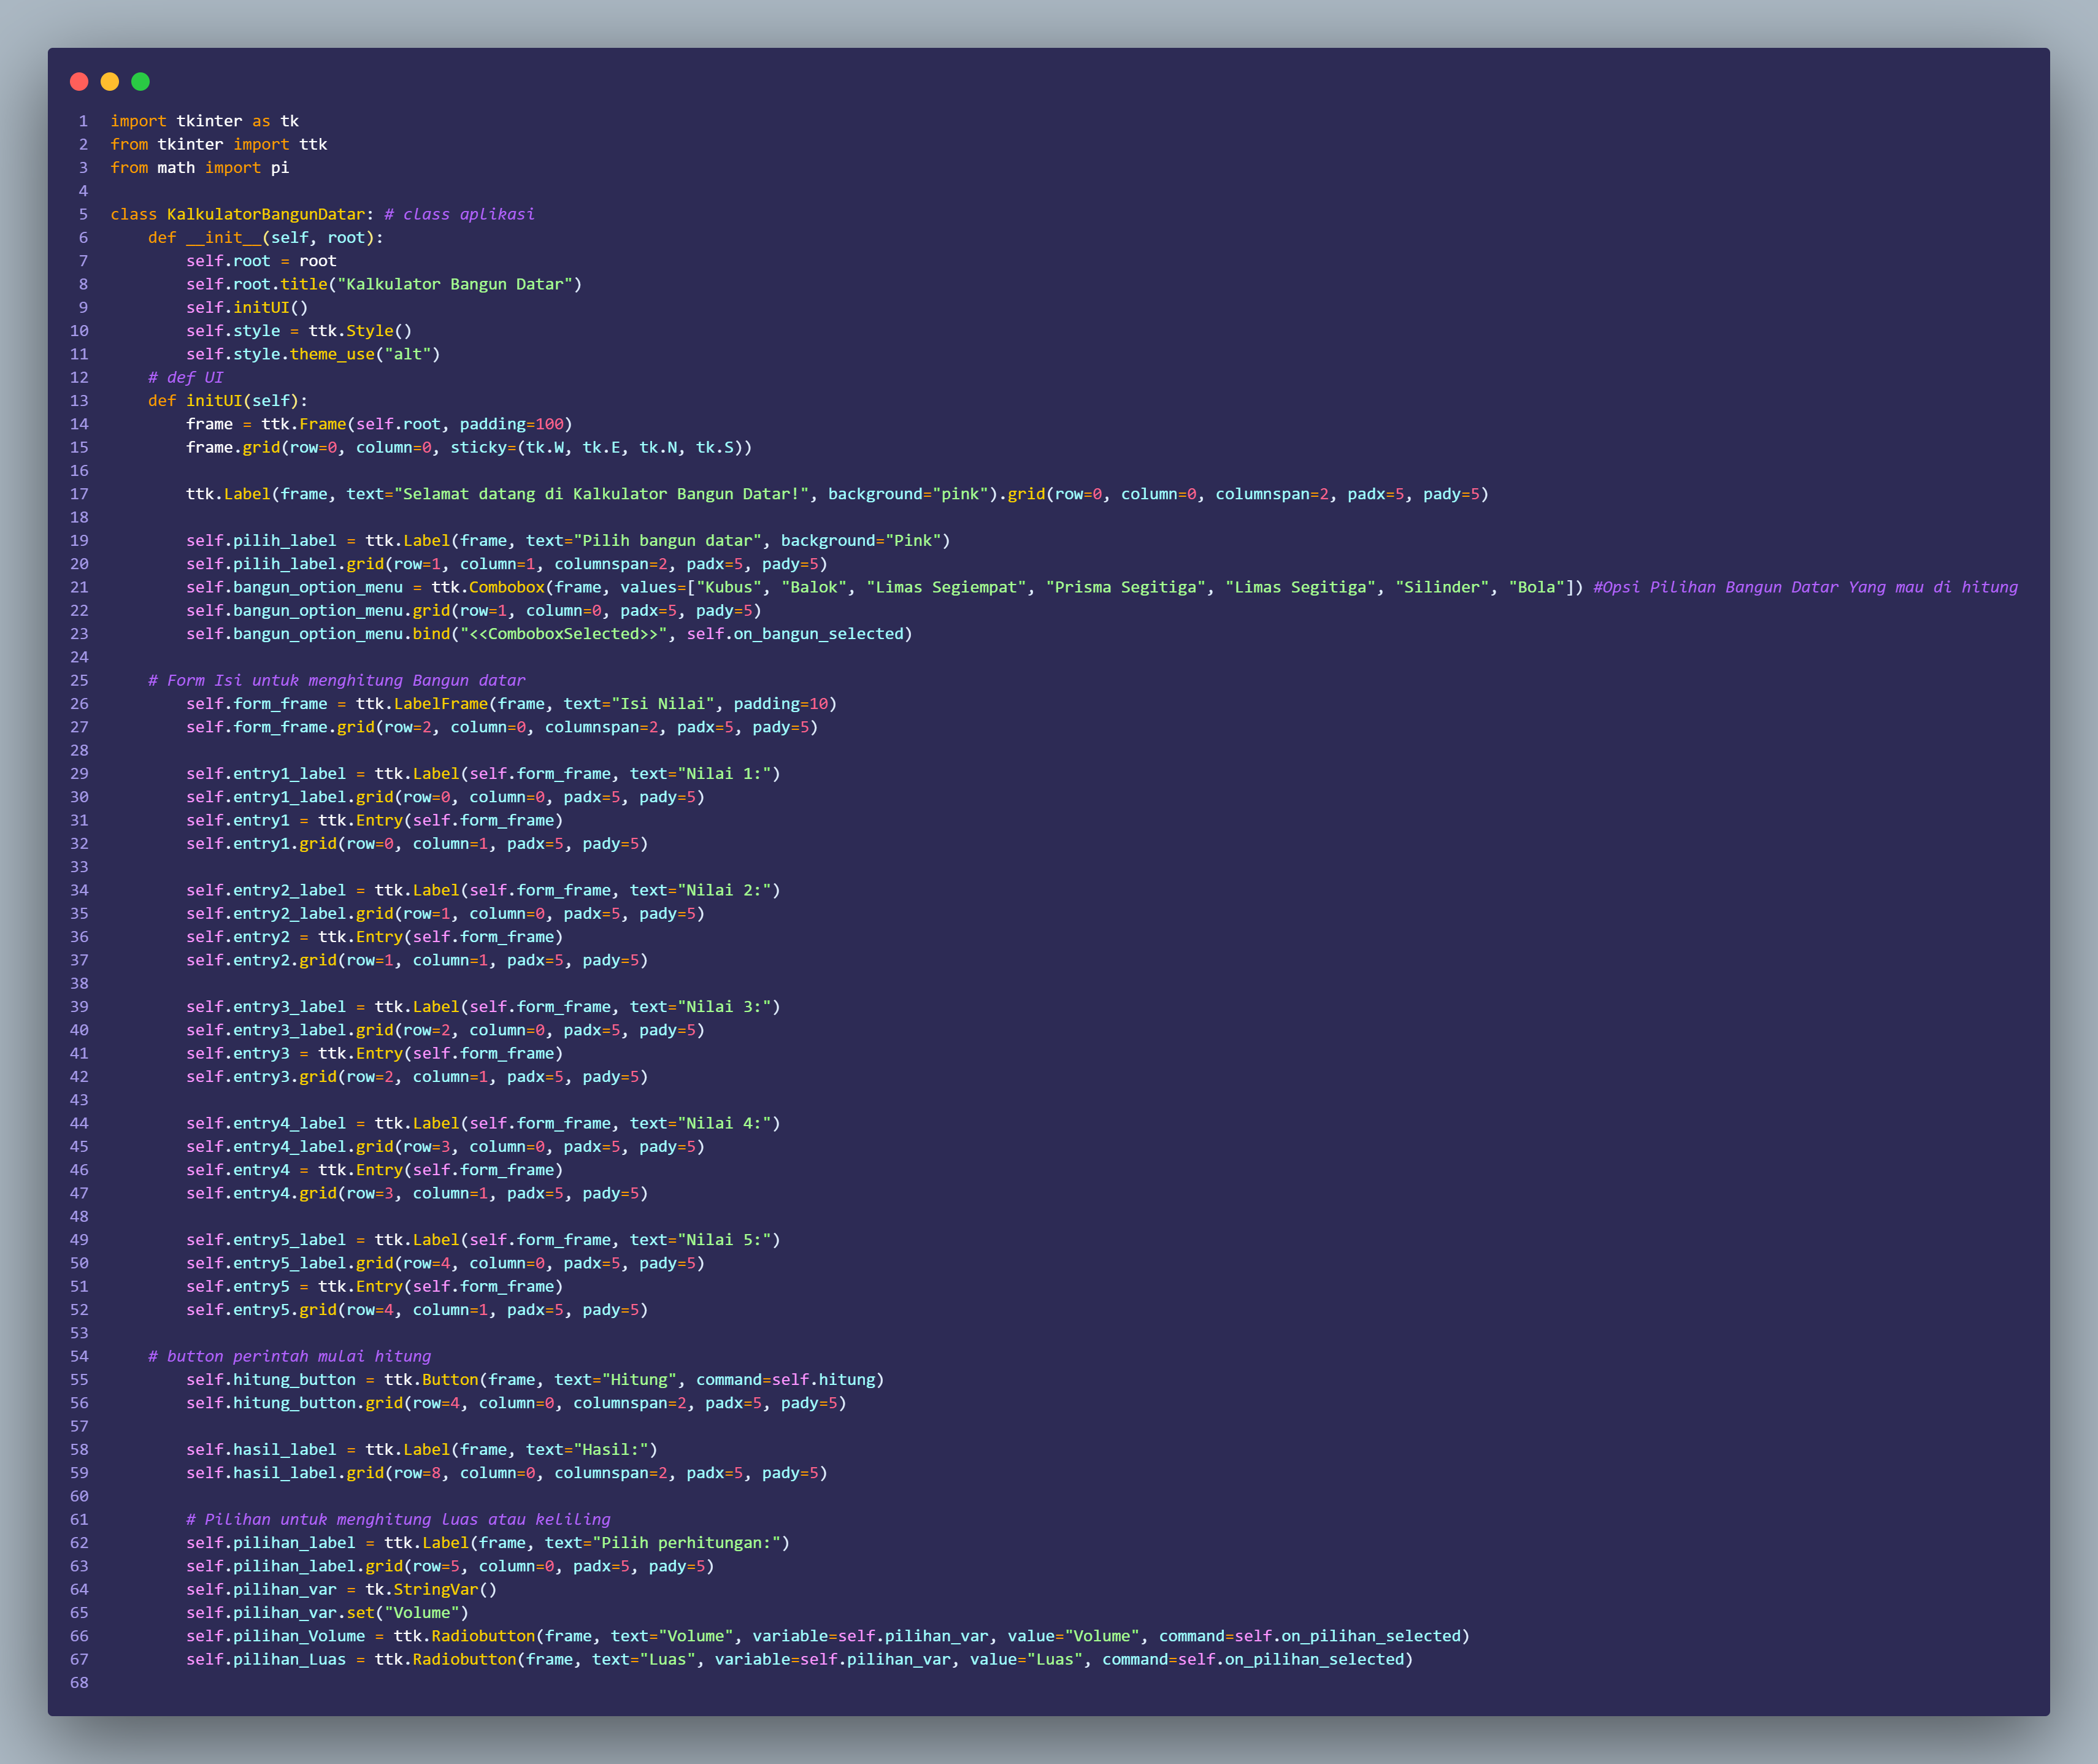 1 import tkinter as tk
2 from tkinter import ttk
3 from math import pi
4
5 class KalkulatorBangunDatar: # class aplikasi
6     def __init__(self, root):
7         self.root = root
8         self.root.title("Kalkulator Bangun Datar")
9         self.initUI()
10         self.style = ttk.Style()
11         self.style.theme_use("alt")
12     # def UI
13     def initUI(self):
14         frame = ttk.Frame(self.root, padding=100)
15         frame.grid(row=0, column=0, sticky=(tk.W, tk.E, tk.N, tk.S))
16
17         ttk.Label(frame, text="Selamat datang di Kalkulator Bangun Datar!", background="pink").grid(row=0, column=0, columnspan=2, padx=5, pady=5)
18
19         self.pilih_label = ttk.Label(frame, text="Pilih bangun datar", background="Pink")
20         self.pilih_label.grid(row=1, column=1, columnspan=2, padx=5, pady=5)
21         self.bangun_option_menu = ttk.Combobox(frame, values=["Kubus", "Balok", "Limas Segiempat", "Prisma Segitiga", "Limas Segitiga", "Silinder", "Bola"]) #Opsi Pilihan Bangun Datar Yang mau di hitung
22         self.bangun_option_menu.grid(row=1, column=0, padx=5, pady=5)
23         self.bangun_option_menu.bind("<<ComboboxSelected>>", self.on_bangun_selected)
24
25     # Form Isi untuk menghitung Bangun datar
26         self.form_frame = ttk.LabelFrame(frame, text="Isi Nilai", padding=10)
27         self.form_frame.grid(row=2, column=0, columnspan=2, padx=5, pady=5)
28
29         self.entry1_label = ttk.Label(self.form_frame, text="Nilai 1:")
30         self.entry1_label.grid(row=0, column=0, padx=5, pady=5)
31         self.entry1 = ttk.Entry(self.form_frame)
32         self.entry1.grid(row=0, column=1, padx=5, pady=5)
33
34         self.entry2_label = ttk.Label(self.form_frame, text="Nilai 2:")
35         self.entry2_label.grid(row=1, column=0, padx=5, pady=5)
36         self.entry2 = ttk.Entry(self.form_frame)
37         self.entry2.grid(row=1, column=1, padx=5, pady=5)
38
39         self.entry3_label = ttk.Label(self.form_frame, text="Nilai 3:")
40         self.entry3_label.grid(row=2, column=0, padx=5, pady=5)
41         self.entry3 = ttk.Entry(self.form_frame)
42         self.entry3.grid(row=2, column=1, padx=5, pady=5)
43
44         self.entry4_label = ttk.Label(self.form_frame, text="Nilai 4:")
45         self.entry4_label.grid(row=3, column=0, padx=5, pady=5)
46         self.entry4 = ttk.Entry(self.form_frame)
47         self.entry4.grid(row=3, column=1, padx=5, pady=5)
48
49         self.entry5_label = ttk.Label(self.form_frame, text="Nilai 5:")
50         self.entry5_label.grid(row=4, column=0, padx=5, pady=5)
51         self.entry5 = ttk.Entry(self.form_frame)
52         self.entry5.grid(row=4, column=1, padx=5, pady=5)
53
54     # button perintah mulai hitung
55         self.hitung_button = ttk.Button(frame, text="Hitung", command=self.hitung)
56         self.hitung_button.grid(row=4, column=0, columnspan=2, padx=5, pady=5)
57
58         self.hasil_label = ttk.Label(frame, text="Hasil:")
59         self.hasil_label.grid(row=8, column=0, columnspan=2, padx=5, pady=5)
60
61         # Pilihan untuk menghitung luas atau keliling
62         self.pilihan_label = ttk.Label(frame, text="Pilih perhitungan:")
63         self.pilihan_label.grid(row=5, column=0, padx=5, pady=5)
64         self.pilihan_var = tk.StringVar()
65         self.pilihan_var.set("Volume")
66         self.pilihan_Volume = ttk.Radiobutton(frame, text="Volume", variable=self.pilihan_var, value="Volume", command=self.on_pilihan_selected)
67         self.pilihan_Luas = ttk.Radiobutton(frame, text="Luas", variable=self.pilihan_var, value="Luas", command=self.on_pilihan_selected)
68